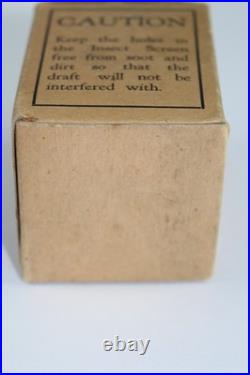 CAUTION
Keep the holes in
the Insect Screen
free from soot and
dirt so that the
draft will not be
interfered with.